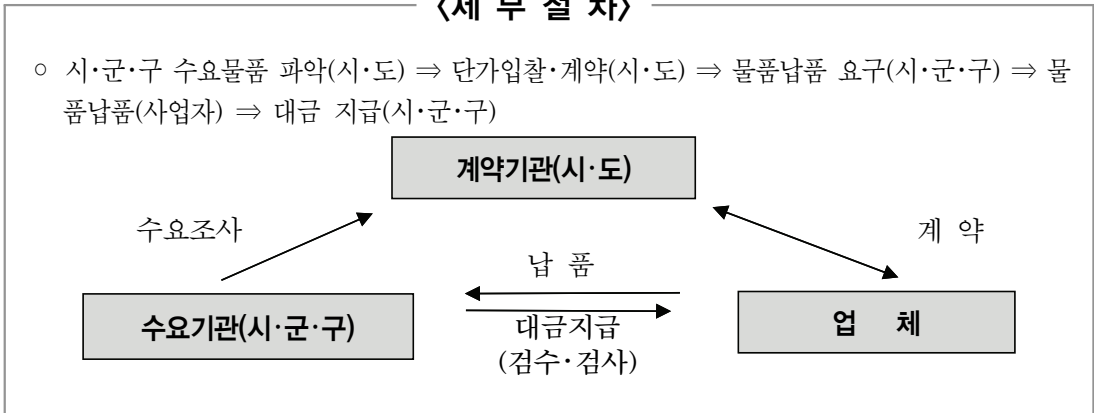 〈세 부 절 차〉
○ 시·군·구 수요물품 파악(시·도) ⇒ 단가입찰·계약(시·도) ⇒ 물품납품 요구(시·군·구) ⇒ 물
품납품(사업자) ⇒ 대금 지급(시·군·구)
계약기관(시·도)
수요조사
계 약
납 품
수요기관(시·군·구)
업 체
대금지급
(검수·검사)